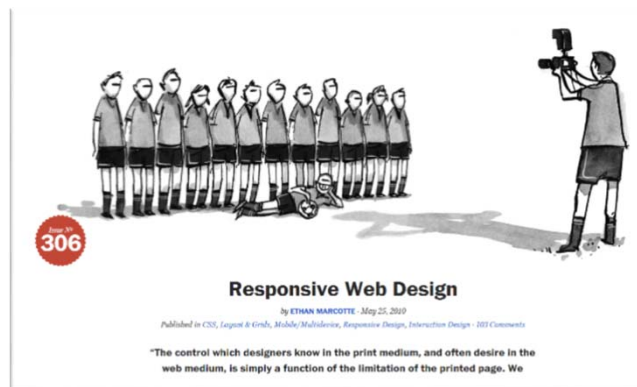 Issue Nº
306
Responsive Web Design
by ETHAN MARCOTTE · May 25, 2010
Published in CSS, Layout & Grids, Mobile/Multidevice, Responsive Design, Interaction Design · 103 Comments
"The control which designers know in the print medium, and often desire in the
web medium, is simply a function of the limitation of the printed page. We